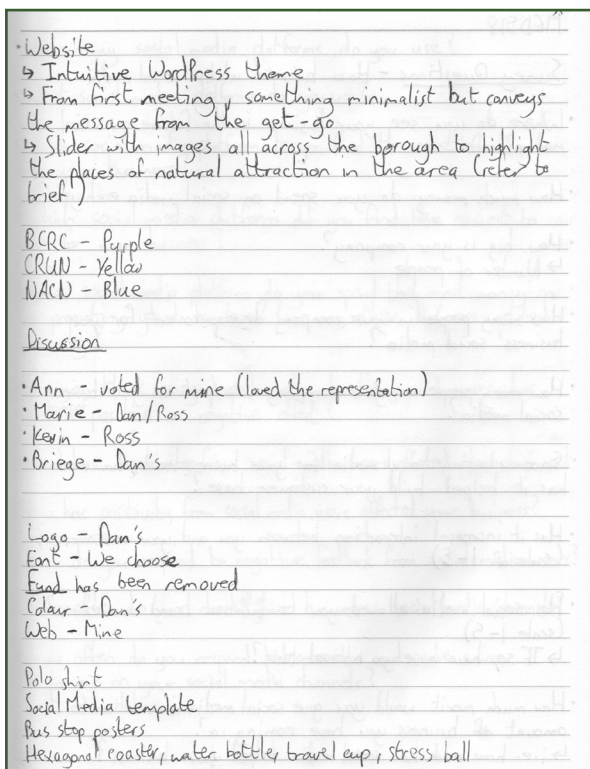 ·Website
↳ Intuitive WordPress theme
↳ From first meeting, something minimalist but conveys
the message from the get-go
↳ Slider with images all across the borough to highlight
the places of natural attraction in the area (refer to
brief)
BCRC - Purple
CRUN - Yellow
NACN - Blue
Discussion
·Ann - voted for mine (loved the representation)
·Marie - Dan/Ross
·Kevin - Ross
·Briege - Dan's
Logo - Dan's
Font - We choose
Fund has been removed
Colour - Dan's
Web - Mine
Polo shirt
Social Media template
Bus stop posters
Hexagonal coaster, water bottle, travel cup, stress ball